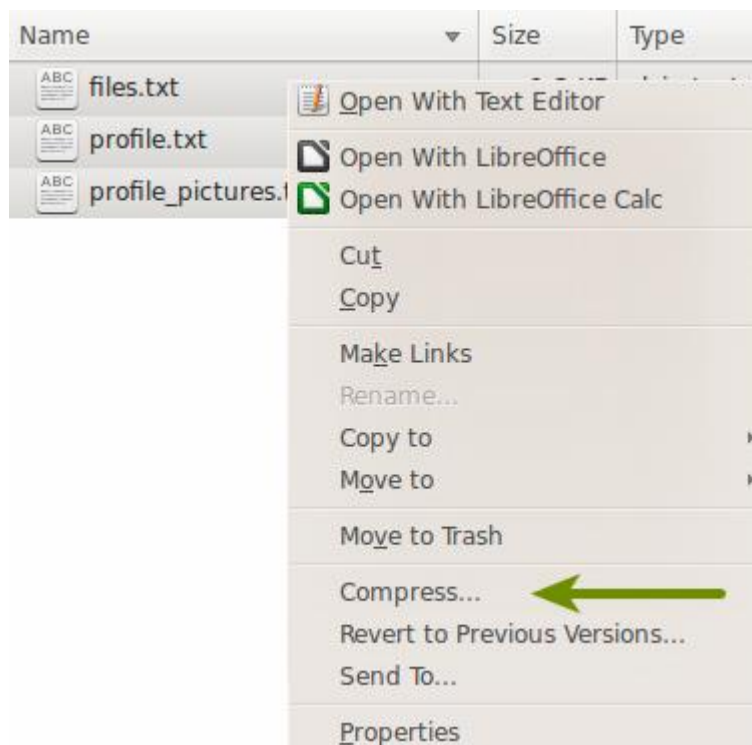 Name Size Type
files.txt
Open With Text Editor
profile.txt
Open With LibreOffice
profile_pictures.t
Open With LibreOffice Calc
Cut
Copy
Make Links
Rename...
Copy to
Move to
Move to Trash
Compress...
Revert to Previous Versions...
Send To...
Properties